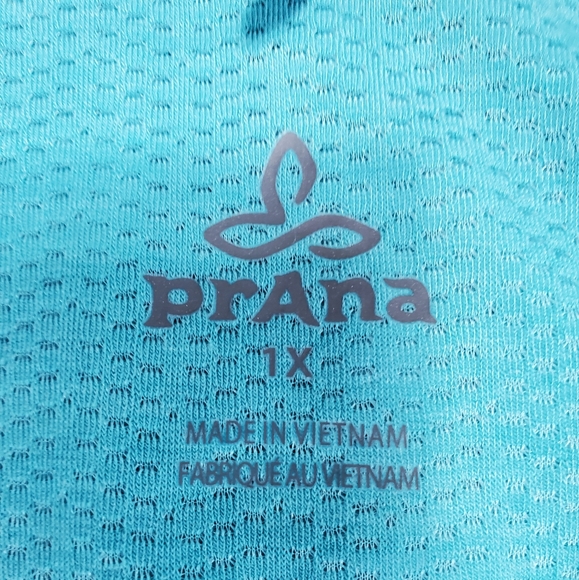 prAna
1X
MADE IN VIETNAM
FABRIQUE AU VIETNAM